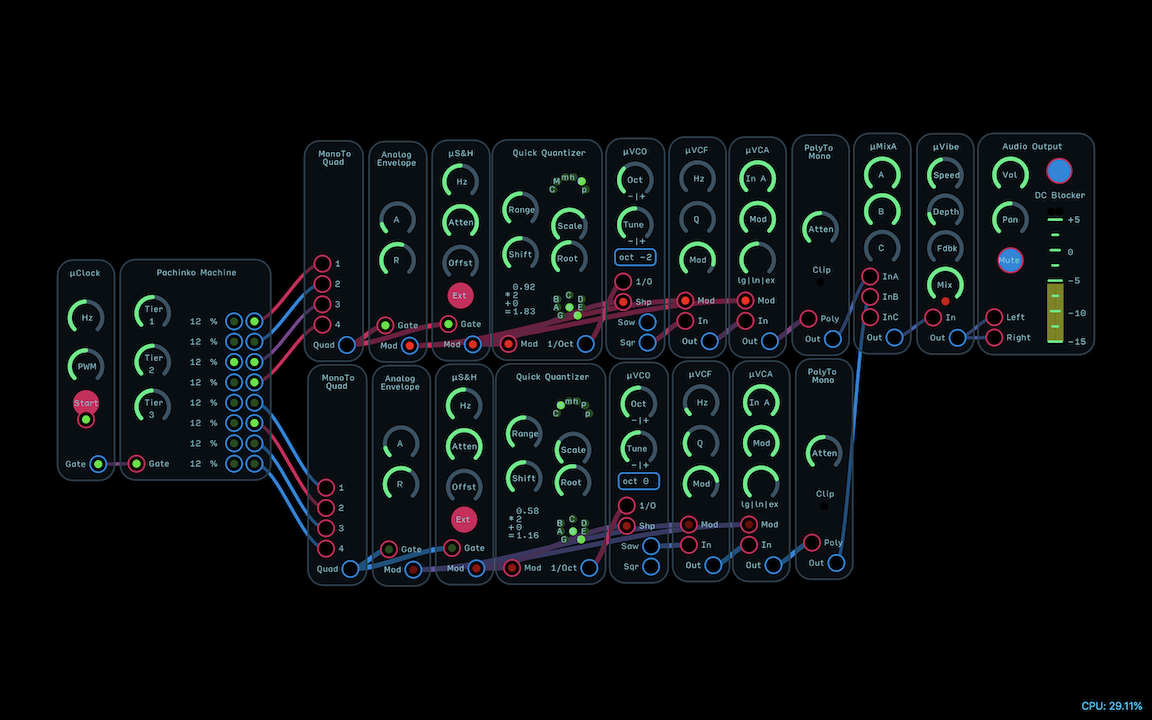 µClock
Hz
PWM
Start
Gate
Pachinko Machine
Tier
1
Tier
2
Tier
3
Gate
12 %
12 %
12 %
12 %
12 %
12 %
12 %
12 %
MonoTo
Quad
1
2
3
4
Quad
Analog
Envelope
A
R
Gate
Mod
µS&H
Hz
Atten
Offst
Ext
Gate
Mod
Quick Quantizer
M m h p
C p
Range
Scale
Shift
Root
0.92
*2
+0
=1.83
B C D
A E
G
Mod 1/Oct
µVCO
Oct
-|+
Tune
-|+
oct -2
1/O
Shp
Saw
Sqr
µVCF
Hz
Q
Mod
Mod
In
Out
µVCA
In A
Mod
lg|ln|ex
Mod
In
Out
PolyTo
Mono
Atten
Clip
Poly
Out
µMixA
A
B
C
InA
InB
InC
Out
µVibe
Speed
Depth
Fdbk
Mix
In
Out
Audio Output
Vol
DC Blocker
Pan
Mute
+5
0
-5
-10
-15
Left
Right
MonoTo
Quad
1
2
3
4
Quad
Analog
Envelope
A
R
Gate
Mod
µS&H
Hz
Atten
Offst
Ext
Gate
Mod
Quick Quantizer
m h P
C p
Range
Scale
Shift
Root
0.58
*2
+0
=1.16
B C D
A E
G
Mod 1/Oct
µVCO
Oct
-|+
Tune
-|+
oct 0
1/O
Shp
Saw
Sqr
µVCF
Hz
Q
Mod
Mod
In
Out
µVCA
In A
Mod
lg|ln|ex
Mod
In
Out
PolyTo
Mono
Atten
Clip
Poly
Out
CPU: 29.11%